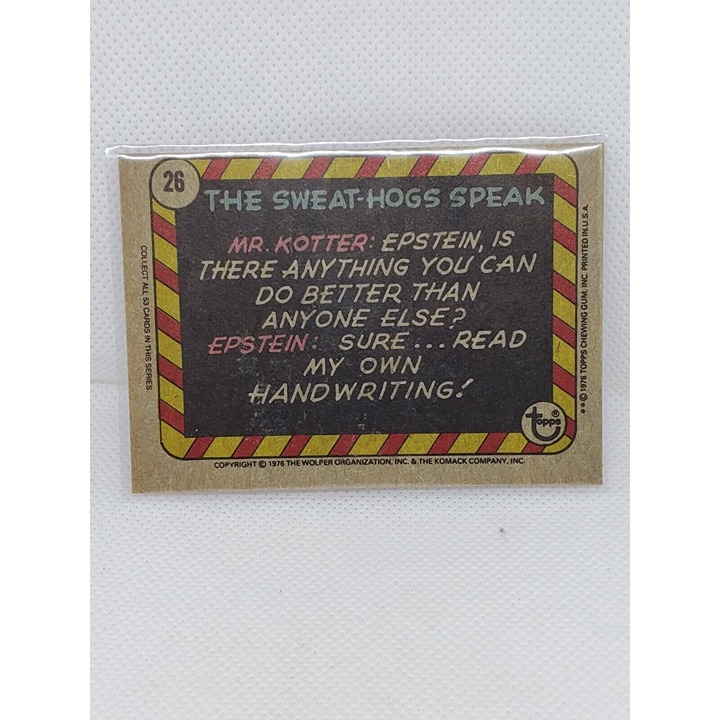 26
THE SWEAT-HOGS SPEAK
MR. KOTTER: EPSTEIN, IS
THERE ANYTHING YOU CAN
DO BETTER THAN
ANYONE ELSE?
EPSTEIN: SURE... READ
MY OWN
HANDWRITING!
topps®
COLLECT ALL 53 CARDS IN THIS SERIES
**© 1976 TOPPS CHEWING GUM, INC. PRINTED IN U.S.A.
COPYRIGHT © 1976 THE WOLPER ORGANIZATION, INC. & THE KOMACK COMPANY, INC.